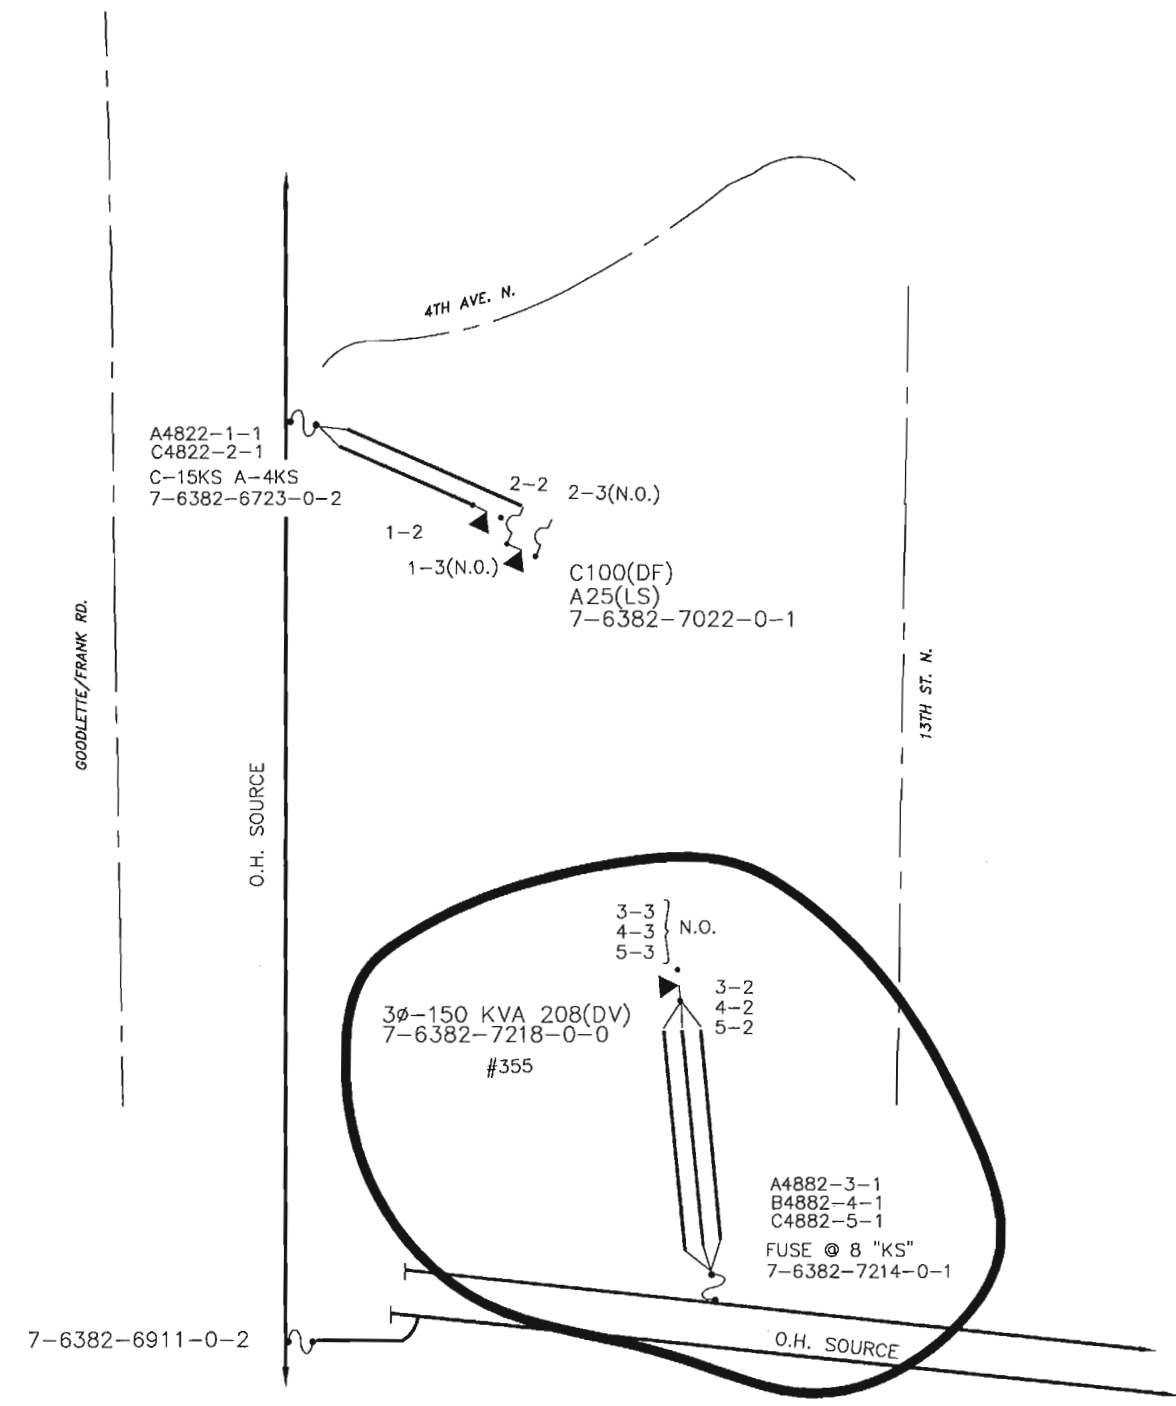 4TH AVE. N.
A4822-1-1
C4822-2-1
C-15KS A-4KS
7-6382-6723-0-2
2-2
2-3(N.O.)
1-2
1-3(N.O.)
C100(DF)
A25(LS)
7-6382-7022-0-1
GOODLETTE/FRANK RD.
13TH ST. N.
O.H. SOURCE
3-3
4-3
5-3
N.O.
3-2
4-2
5-2
3ø-150 KVA 208(DV)
7-6382-7218-0-0
#355
A4882-3-1
B4882-4-1
C4882-5-1
FUSE @ 8 "KS"
7-6382-7214-0-1
7-6382-6911-0-2
O.H. SOURCE